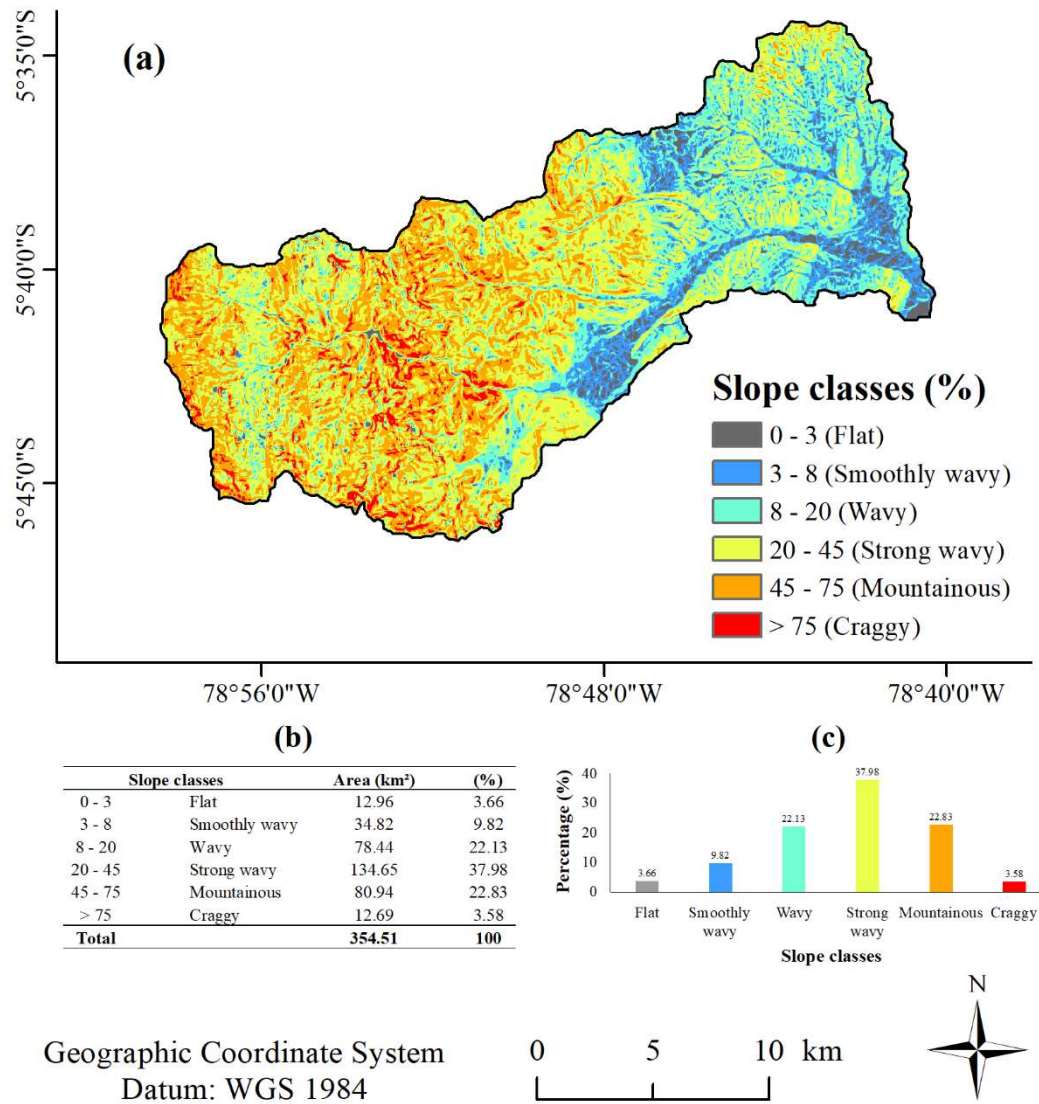 (a)
5°35'0"S
5°40'0"S
5°45'0"S
Slope classes (%)
0 - 3 (Flat)
3 - 8 (Smoothly wavy)
8 - 20 (Wavy)
20 - 45 (Strong wavy)
45 - 75 (Mountainous)
> 75 (Craggy)
78°56'0"W 78°48'0"W 78°40'0"W
(b)
Slope classes Area (km²) (%)
0 - 3 Flat 12.96 3.66
3 - 8 Smoothly wavy 34.82 9.82
8 - 20 Wavy 78.44 22.13
20 - 45 Strong wavy 134.65 37.98
45 - 75 Mountainous 80.94 22.83
> 75 Craggy 12.69 3.58
Total 354.51 100
(c)
Percentage (%)
40
30
20
10
0
3.66 9.82 22.13 37.98 22.83 3.58
Flat Smoothly wavy Wavy Strong wavy Mountainous Craggy
Slope classes
N
Geographic Coordinate System
Datum: WGS 1984
0 5 10 km